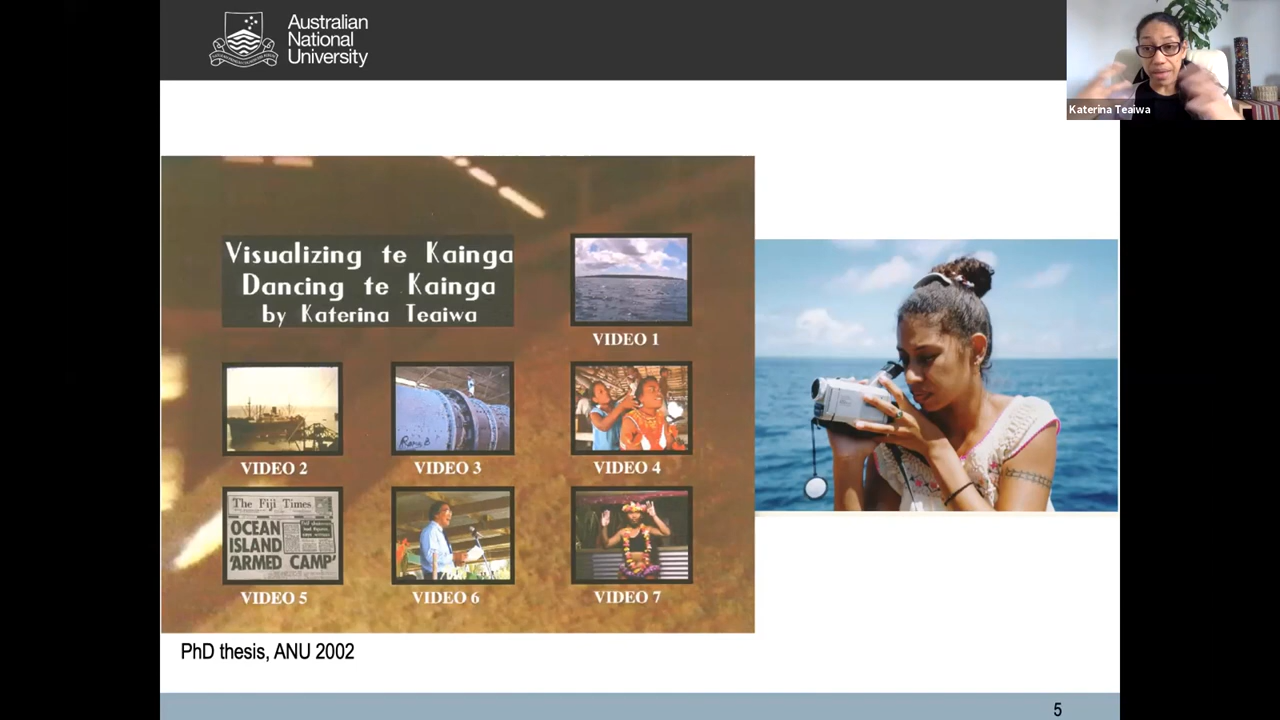 Australian
National
University
Katerina Teaiwa
Visualizing te Kainga
Dancing te Kainga
by Katerina Teaiwa
VIDEO 1
VIDEO 2
VIDEO 3
VIDEO 4
The Fiji Times
OCEAN
ISLAND
'ARMED CAMP'
VIDEO 5
VIDEO 6
VIDEO 7
PhD thesis, ANU 2002
5